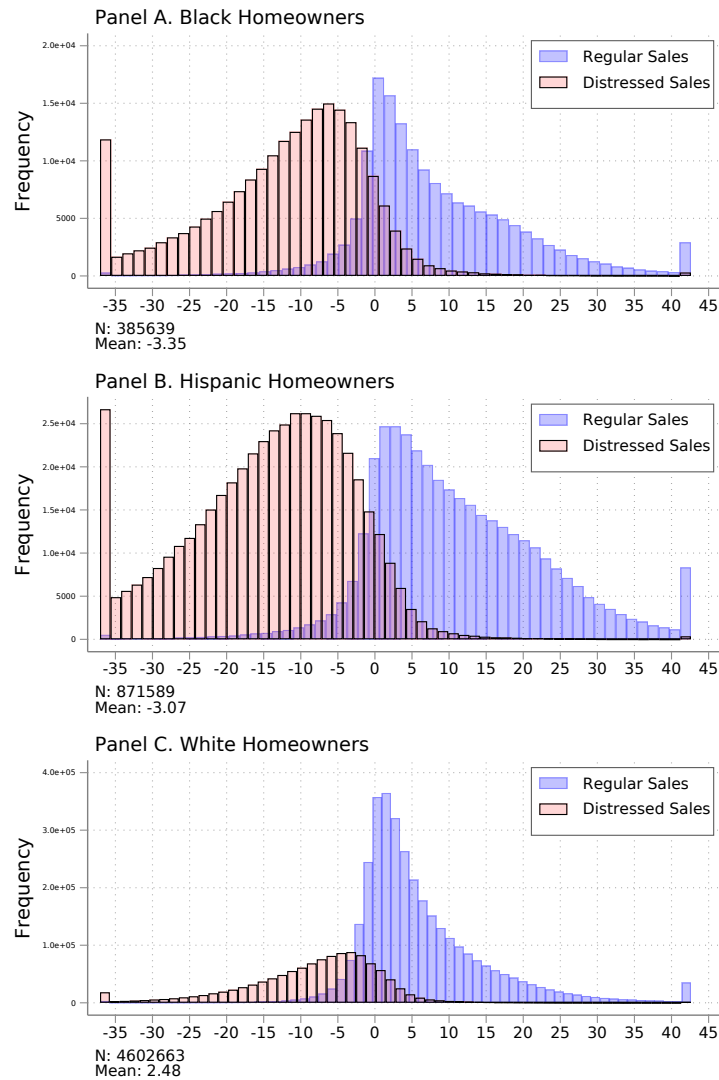 Panel A. Black Homeowners
2.0e+04
1.5e+04
1.0e+04
5000
0
Frequency
Regular Sales
Distressed Sales
-35 -30 -25 -20 -15 -10 -5 0 5 10 15 20 25 30 35 40 45
N: 385639
Mean: -3.35
Panel B. Hispanic Homeowners
2.5e+04
2.0e+04
1.5e+04
1.0e+04
5000
0
Frequency
Regular Sales
Distressed Sales
-35 -30 -25 -20 -15 -10 -5 0 5 10 15 20 25 30 35 40 45
N: 871589
Mean: -3.07
Panel C. White Homeowners
4.0e+05
3.0e+05
2.0e+05
1.0e+05
0
Frequency
Regular Sales
Distressed Sales
-35 -30 -25 -20 -15 -10 -5 0 5 10 15 20 25 30 35 40 45
N: 4602663
Mean: 2.48